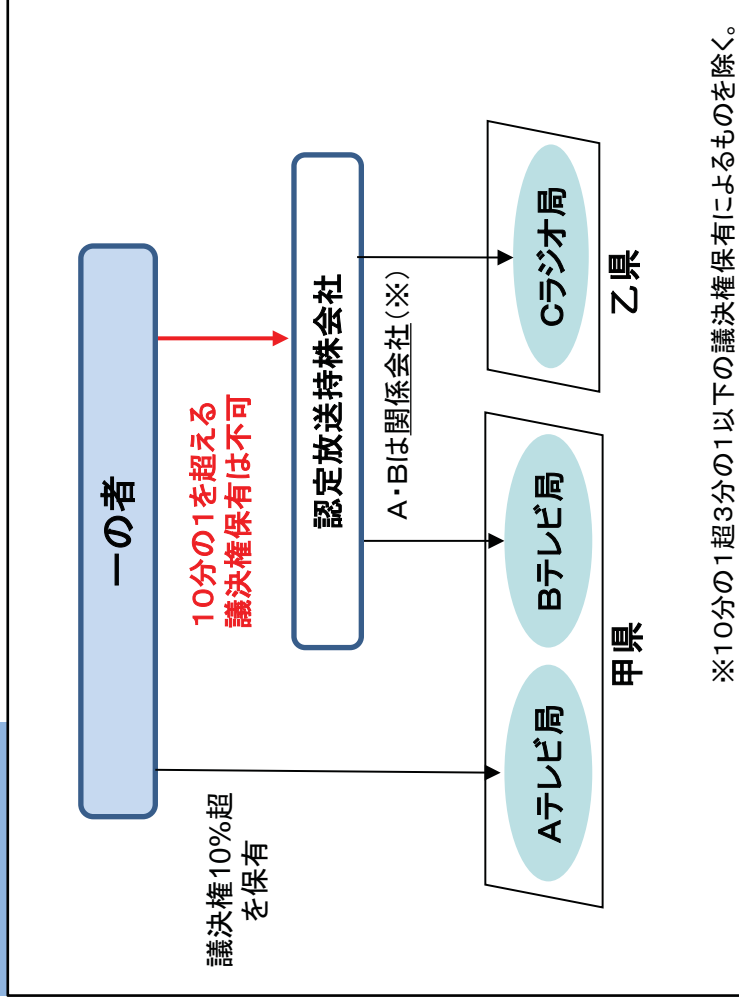 一の者
10分の1を超える
議決権保有は不可
議決権10%超
を保有
認定放送持株会社
A・Bは関係会社(※)
Aテレビ局
Bテレビ局
Cラジオ局
甲県
乙県
※10分の1超3分の1以下の議決権保有によるものを除く。